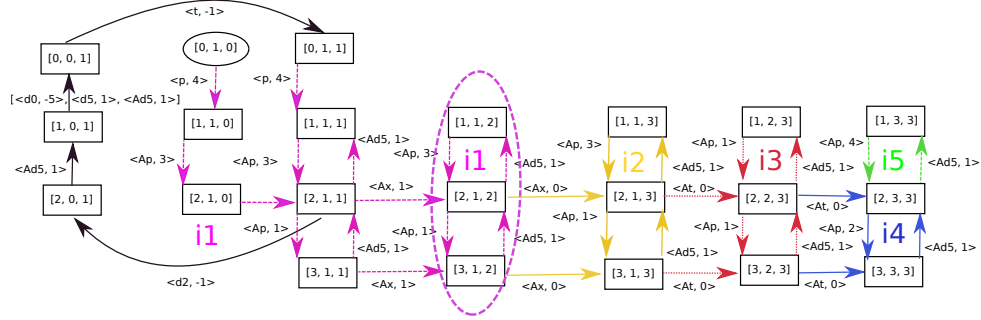 <t, -1>
[0, 0, 1]
[0, 1, 0]
[0, 1, 1]
<p, 4>
<p, 4>
[<d0, -5>, <d5, 1>, <Ad5, 1>]
[1, 0, 1]
[1, 1, 0]
[1, 1, 1]
[1, 1, 2]
[1, 1, 3]
[1, 2, 3]
[1, 3, 3]
<Ad5, 1>
<Ap, 3>
<Ap, 3>
<Ad5, 1>
<Ap, 3>
i1
<Ad5, 1>
<Ap, 3>
i2
<Ad5, 1>
<Ap, 1>
i3
<Ad5, 1>
<Ap, 4>
i5
<Ad5, 1>
[2, 0, 1]
[2, 1, 0]
[2, 1, 1]
<Ax, 1>
[2, 1, 2]
<Ax, 0>
[2, 1, 3]
<At, 0>
[2, 2, 3]
<At, 0>
[2, 3, 3]
i1
<Ap, 1>
<Ad5, 1>
<Ap, 1>
<Ad5, 1>
<Ap, 1>
<Ad5, 1>
<Ap, 1>
<Ad5, 1>
<Ap, 2>
i4
<Ad5, 1>
[3, 1, 1]
<Ax, 1>
[3, 1, 2]
<Ax, 0>
[3, 1, 3]
<At, 0>
[3, 2, 3]
<At, 0>
[3, 3, 3]
<d2, -1>